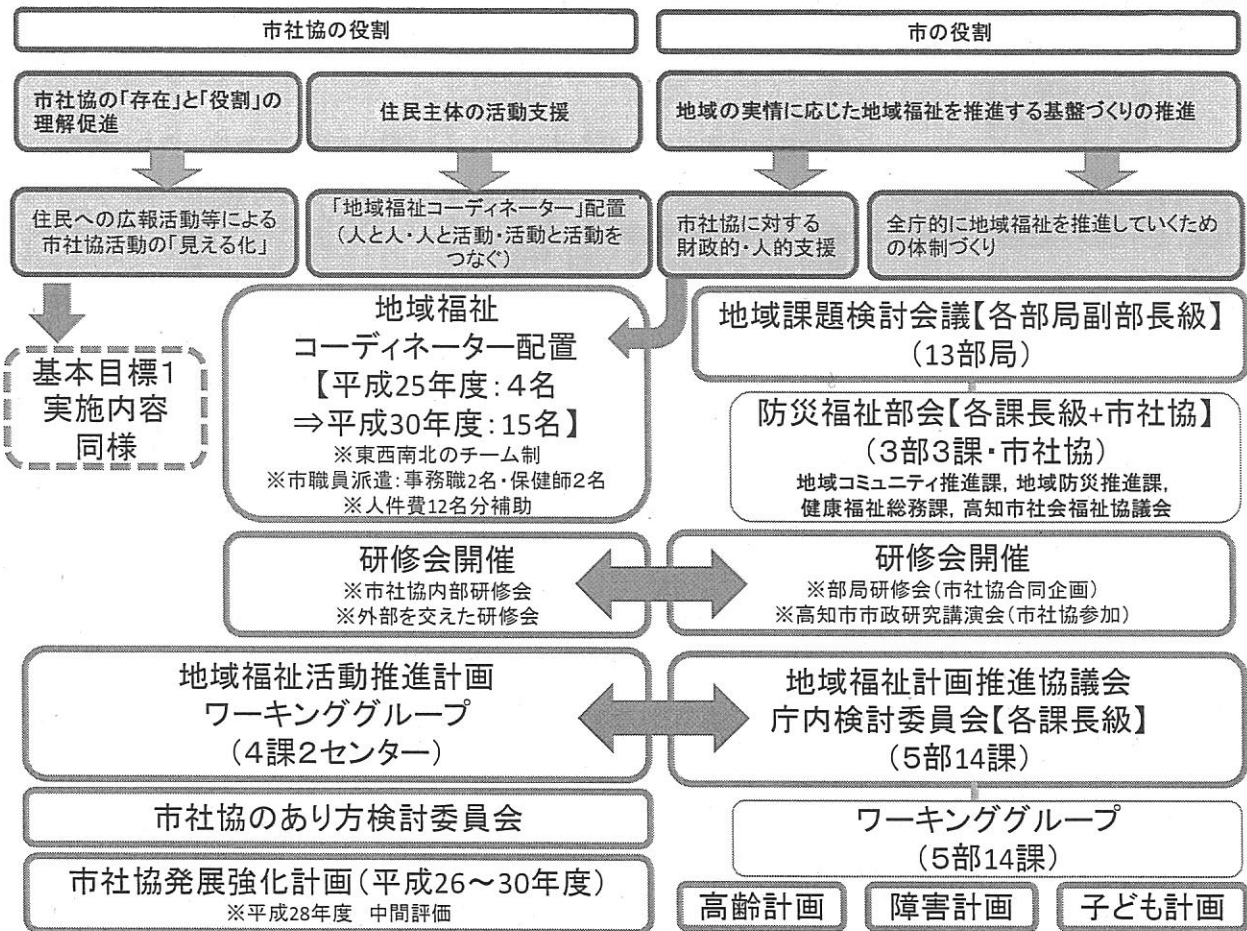 市社協の役割
市の役割
市社協の「存在」と「役割」の
理解促進
住民主体の活動支援
地域の実情に応じた地域福祉を推進する基盤づくりの推進
住民への広報活動等による
市社協活動の「見える化」
「地域福祉コーディネーター」配置
(人と人・人と活動・活動と活動を
つなぐ)
市社協に対する
財政的・人的支援
全庁的に地域福祉を推進していくため
の体制づくり
基本目標1
実施内容
同様
地域福祉
コーディネーター配置
【平成25年度:4名
⇒平成30年度:15名】
※東西南北のチーム制
※市職員派遣:事務職2名・保健師2名
※人件費12名分補助
地域課題検討会議【各部局副部長級】
(13部局)
防災福祉部会【各課長級+市社協】
(3部3課・市社協)
地域コミュニティ推進課,地域防災推進課,
健康福祉総務課,高知市社会福祉協議会
研修会開催
※市社協内部研修会
※外部を交えた研修会
研修会開催
※部局研修会(市社協合同企画)
※高知市市政研究講演会(市社協参加)
地域福祉活動推進計画
ワーキンググループ
(4課2センター)
地域福祉計画推進協議会
庁内検討委員会【各課長級】
(5部14課)
市社協のあり方検討委員会
ワーキンググループ
(5部14課)
市社協発展強化計画(平成26~30年度)
※平成28年度 中間評価
高齢計画
障害計画
子ども計画